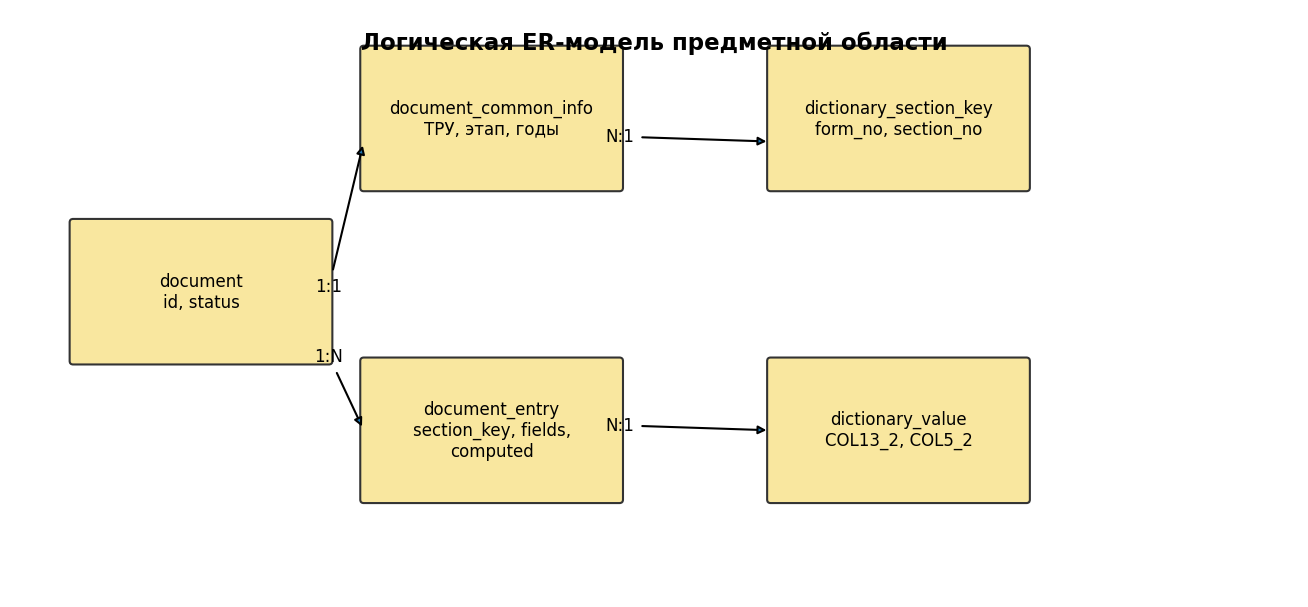 Логическая ER-модель предметной области
document_common_info
ТРУ, этап, годы
N:1
dictionary_section_key
form_no, section_no
document
id, status
1:1
1:N
document_entry
section_key, fields,
computed
N:1
dictionary_value
COL13_2, COL5_2